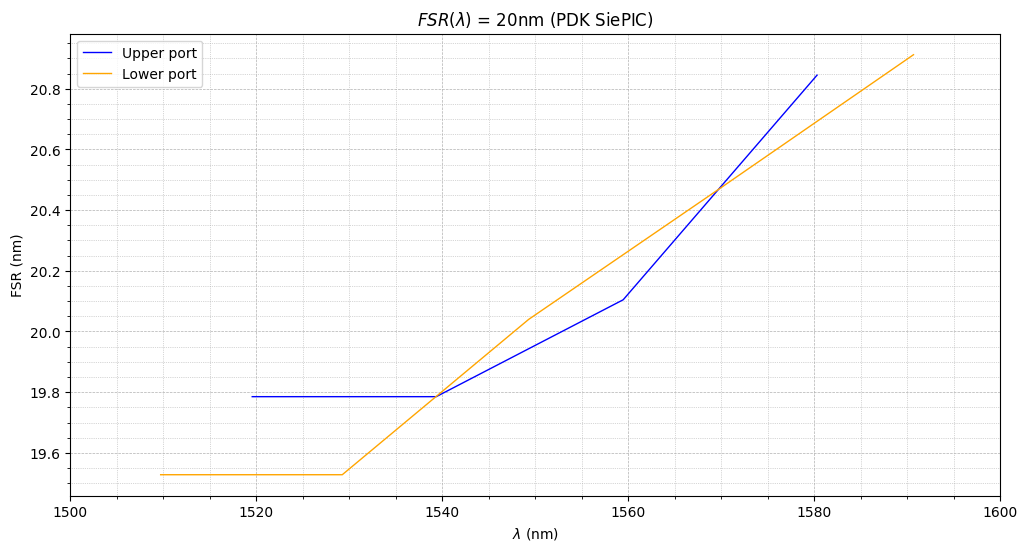 FSR(λ) = 20nm (PDK SiePIC)
Upper port
Lower port
FSR (nm)
20.8
20.6
20.4
20.2
20.0
19.8
19.6
1500 1520 1540 1560 1580 1600
λ (nm)